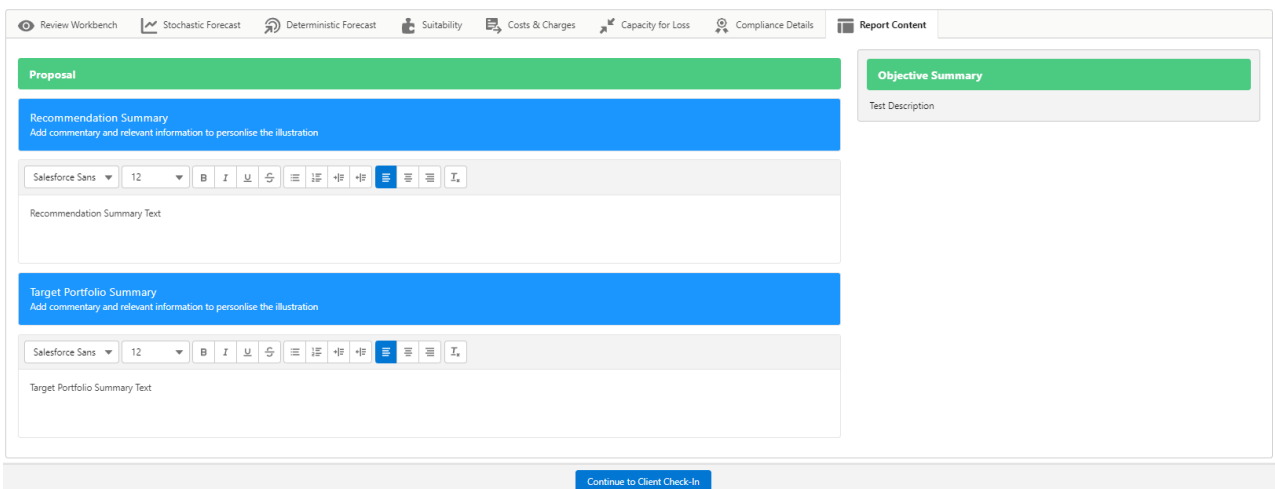 Review Workbench
Stochastic Forecast
Deterministic Forecast
Suitability
Costs & Charges
Capacity for Loss
Compliance Details
Report Content
Proposal
Recommendation Summary
Add commentary and relevant information to personlise the illustration
Salesforce Sans
12
B I U S
Recommendation Summary Text
Target Portfolio Summary
Add commentary and relevant information to personlise the illustration
Salesforce Sans
12
B I U S
Target Portfolio Summary Text
Objective Summary
Test Description
Continue to Client Check-In